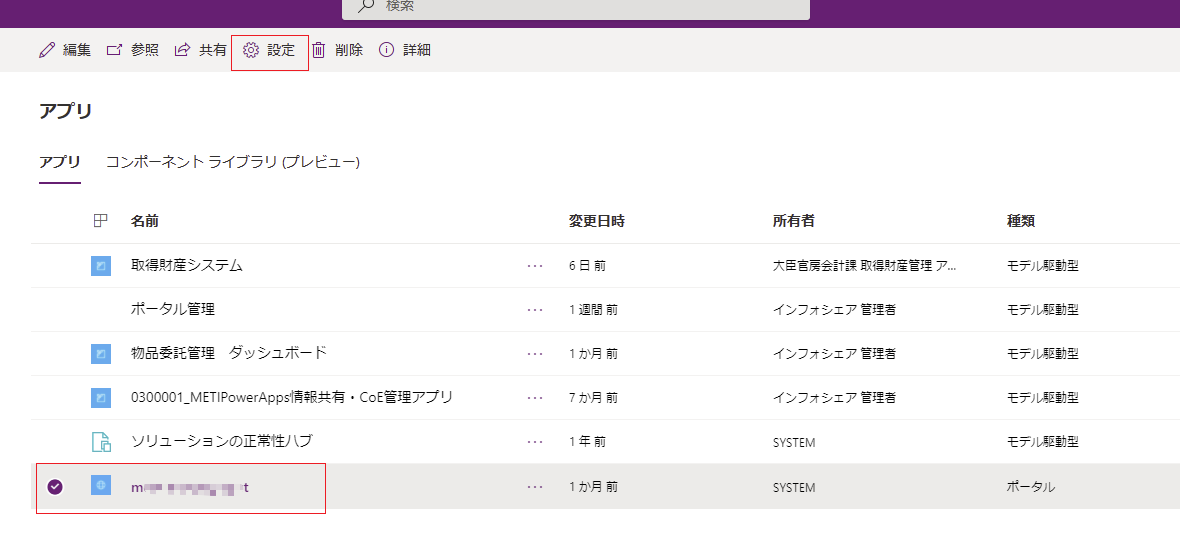 検索
編集 参照 共有 設定 削除 詳細
アプリ
アプリ コンポーネント ライブラリ (プレビュー)
名前 変更日時 所有者 種類
取得財産システム ... 6 日 前 大臣官房会計課 取得財産管理 ア... モデル駆動型
ポータル管理 ... 1 週間 前 インフォシェア 管理者 モデル駆動型
物品委託管理　ダッシュボード ... 1 か月 前 インフォシェア 管理者 モデル駆動型
0300001_METIPowerApps情報共有・CoE管理アプリ ... 7 か月 前 インフォシェア 管理者 モデル駆動型
ソリューションの正常性ハブ ... 1 年 前 SYSTEM モデル駆動型
... 1 か月 前 SYSTEM ポータル